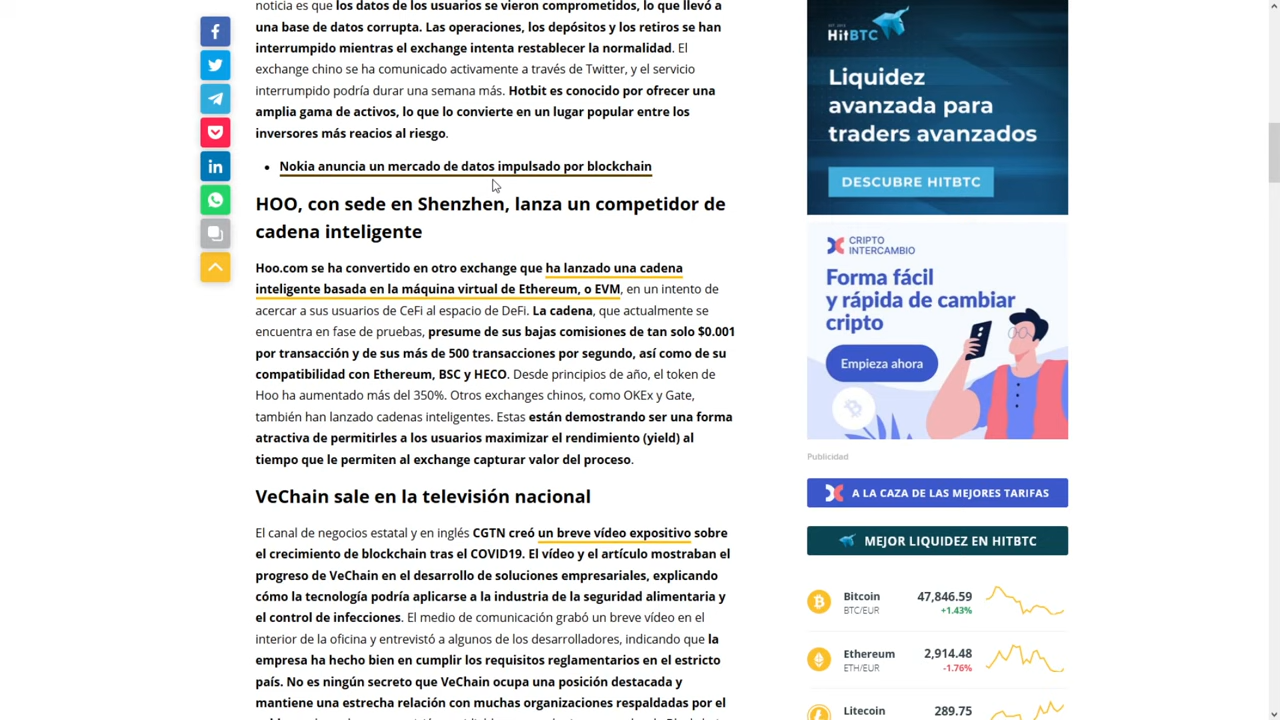 noticia es que los datos de los usuarios se vieron comprometidos, lo que llevó a
una base de datos corrupta. Las operaciones, los depósitos y los retiros se han
interrumpido mientras el exchange intenta restablecer la normalidad. El
exchange chino se ha comunicado activamente a través de Twitter, y el servicio
interrumpido podría durar una semana más. Hotbit es conocido por ofrecer una
amplia gama de activos, lo que lo convierte en un lugar popular entre los
inversores más reacios al riesgo.
Nokia anuncia un mercado de datos impulsado por blockchain
HOO, con sede en Shenzhen, lanza un competidor de
cadena inteligente
Hoo.com se ha convertido en otro exchange que ha lanzado una cadena
inteligente basada en la máquina virtual de Ethereum, o EVM, en un intento de
acercar a sus usuarios de CeFi al espacio de DeFi. La cadena, que actualmente se
encuentra en fase de pruebas, presume de sus bajas comisiones de tan solo $0.001
por transacción y de sus más de 500 transacciones por segundo, así como de su
compatibilidad con Ethereum, BSC y HECO. Desde principios de año, el token de
Hoo ha aumentado más del 350%. Otros exchanges chinos, como OKEx y Gate,
también han lanzado cadenas inteligentes. Estas están demostrando ser una forma
atractiva de permitirles a los usuarios maximizar el rendimiento (yield) al
tiempo que le permiten al exchange capturar valor del proceso.
VeChain sale en la televisión nacional
El canal de negocios estatal y en inglés CGTN creó un breve vídeo expositivo sobre
el crecimiento de blockchain tras el COVID19. El vídeo y el artículo mostraban el
progreso de VeChain en el desarrollo de soluciones empresariales, explicando
cómo la tecnología podría aplicarse a la industria de la seguridad alimentaria y
el control de infecciones. El medio de comunicación grabó un breve vídeo en el
interior de la oficina y entrevistó a algunos de los desarrolladores, indicando que la
empresa ha hecho bien en cumplir los requisitos reglamentarios en el estricto
país. No es ningún secreto que VeChain ocupa una posición destacada y
mantiene una estrecha relación con muchas organizaciones respaldadas por el
HitBTC
Liquidez
avanzada para
traders avanzados
DESCUBRE HITBTC
CRIPTO
INTERCAMBIO
Forma fácil
y rápida de cambiar
cripto
Empieza ahora
Publicidad
A LA CAZA DE LAS MEJORES TARIFAS
MEJOR LIQUIDEZ EN HITBTC
Bitcoin 47,846.59
BTC/EUR +1.43%
Ethereum 2,914.48
ETH/EUR -1.76%
Litecoin 289.75